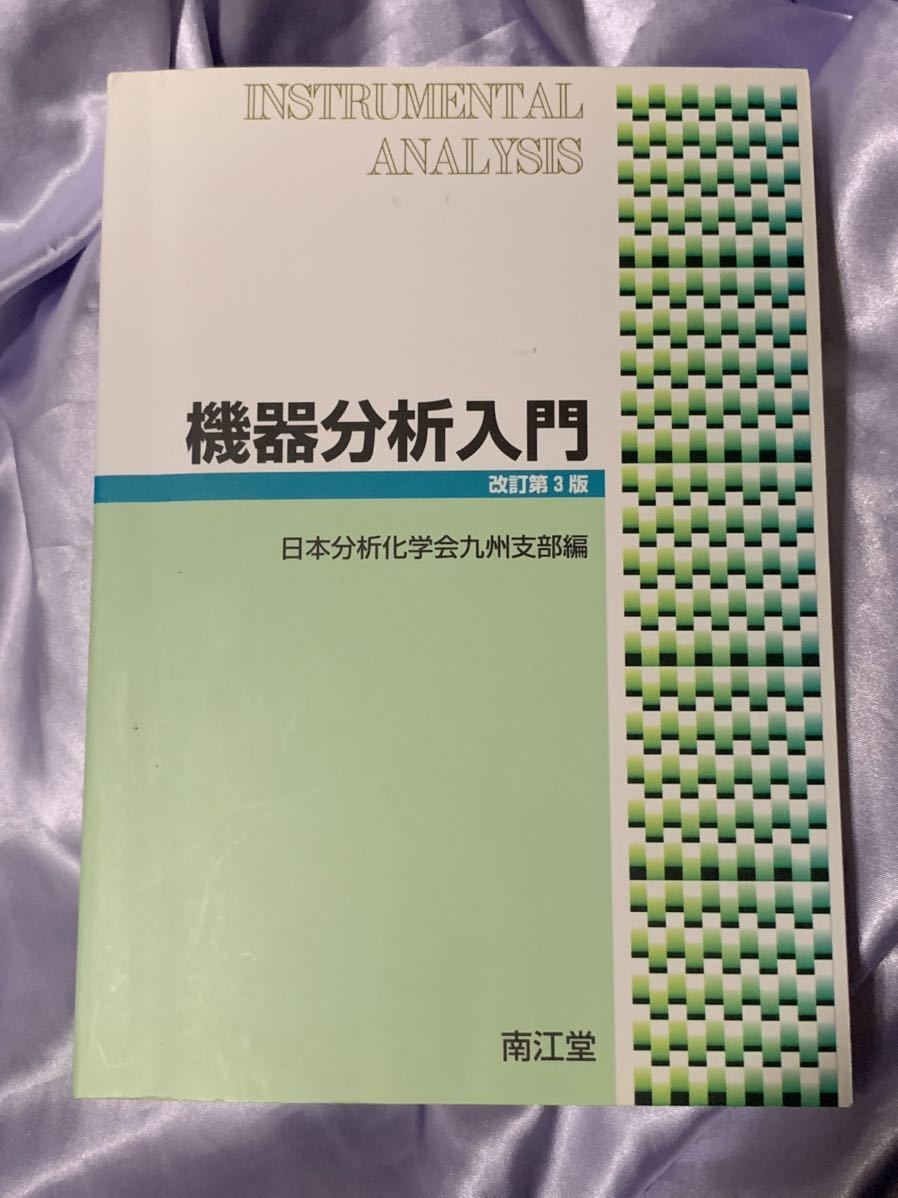 INSTRUMENTAL
ANALYSIS
機器分析入門
改訂第3版
日本分析化学会九州支部編
南江堂